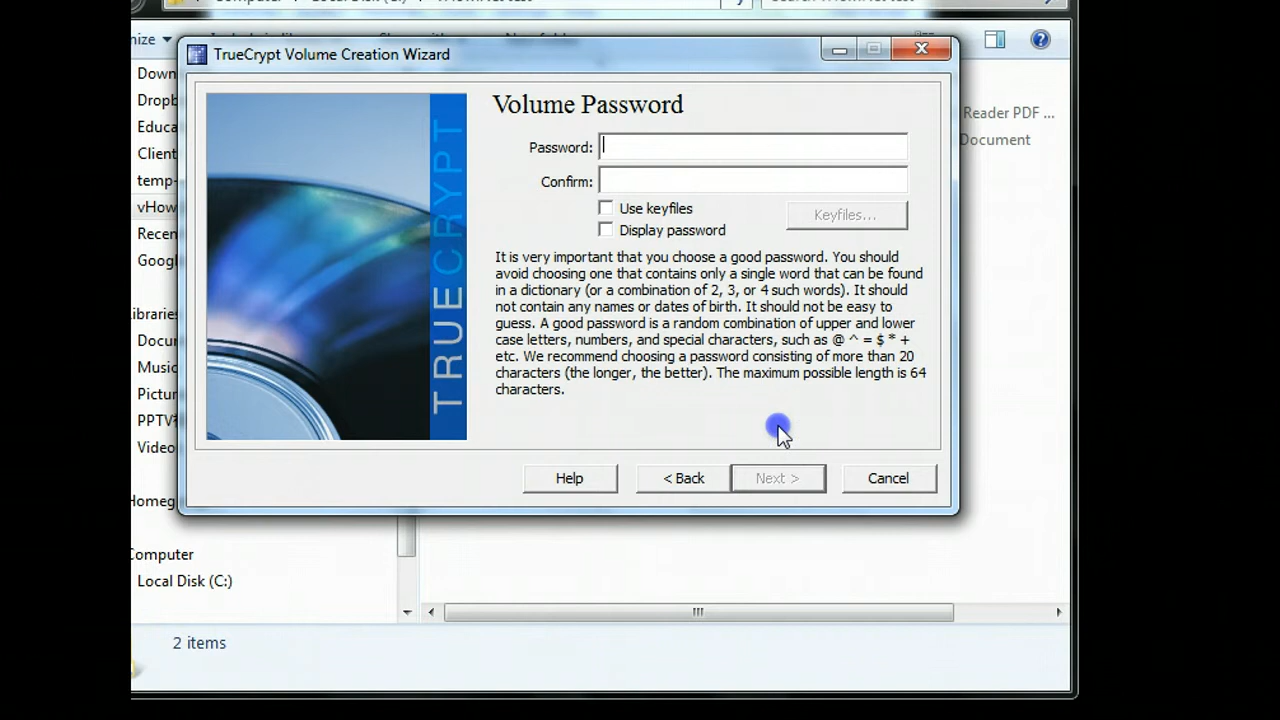 TrueCrypt Volume Creation Wizard
TRUECRYPT
Volume Password
Password:
Confirm:
Use keyfiles
Keyfiles...
Display password
It is very important that you choose a good password. You should
avoid choosing one that contains only a single word that can be found
in a dictionary (or a combination of 2, 3, or 4 such words). It should
not contain any names or dates of birth. It should not be easy to
guess. A good password is a random combination of upper and lower
case letters, numbers, and special characters, such as @ ^ = $ * +
etc. We recommend choosing a password consisting of more than 20
characters (the longer, the better). The maximum possible length is 64
characters.
Help
< Back
Next >
Cancel
nize
Down
Dropb
Educa
Client
temp-
vHow
Recen
Googl
Libraries
Docur
Music
Pictur
PPTV
Video
Homeg
Computer
Local Disk (C:)
Reader PDF ...
Document
2 items